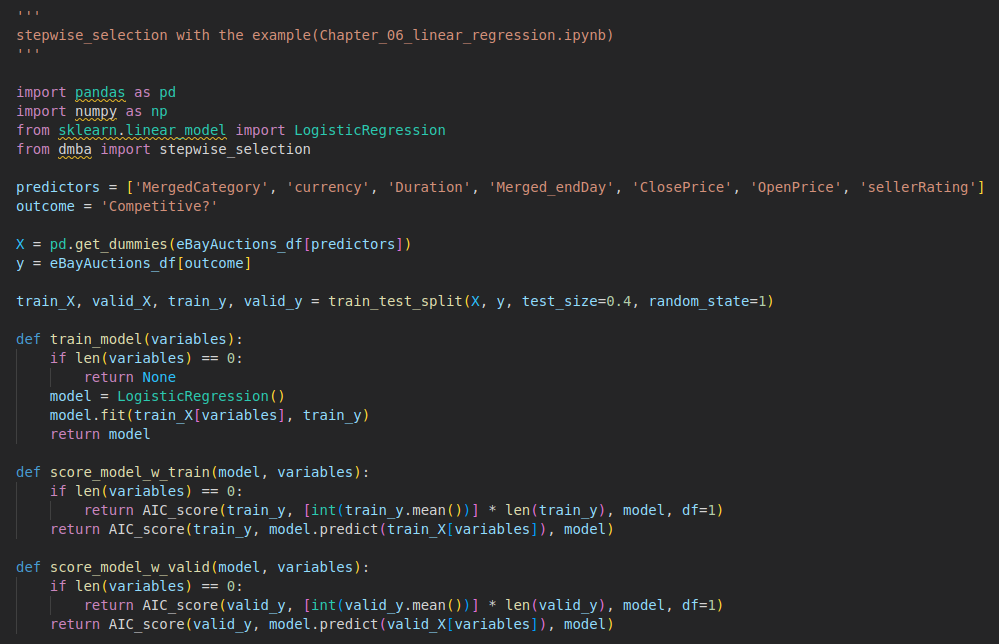 '''
stepwise_selection with the example(Chapter_06_linear_regression.ipynb)
'''
import pandas as pd
import numpy as np
from sklearn.linear_model import LogisticRegression
from dmba import stepwise_selection
predictors = ['MergedCategory', 'currency', 'Duration', 'Merged_endDay', 'ClosePrice', 'OpenPrice', 'sellerRating']
outcome = 'Competitive?'
X = pd.get_dummies(eBayAuctions_df[predictors])
y = eBayAuctions_df[outcome]
train_X, valid_X, train_y, valid_y = train_test_split(X, y, test_size=0.4, random_state=1)
def train_model(variables):
    if len(variables) == 0:
        return None
    model = LogisticRegression()
    model.fit(train_X[variables], train_y)
    return model
def score_model_w_train(model, variables):
    if len(variables) == 0:
        return AIC_score(train_y, [int(train_y.mean())] * len(train_y), model, df=1)
    return AIC_score(train_y, model.predict(train_X[variables]), model)
def score_model_w_valid(model, variables):
    if len(variables) == 0:
        return AIC_score(valid_y, [int(valid_y.mean())] * len(valid_y), model, df=1)
    return AIC_score(valid_y, model.predict(valid_X[variables]), model)